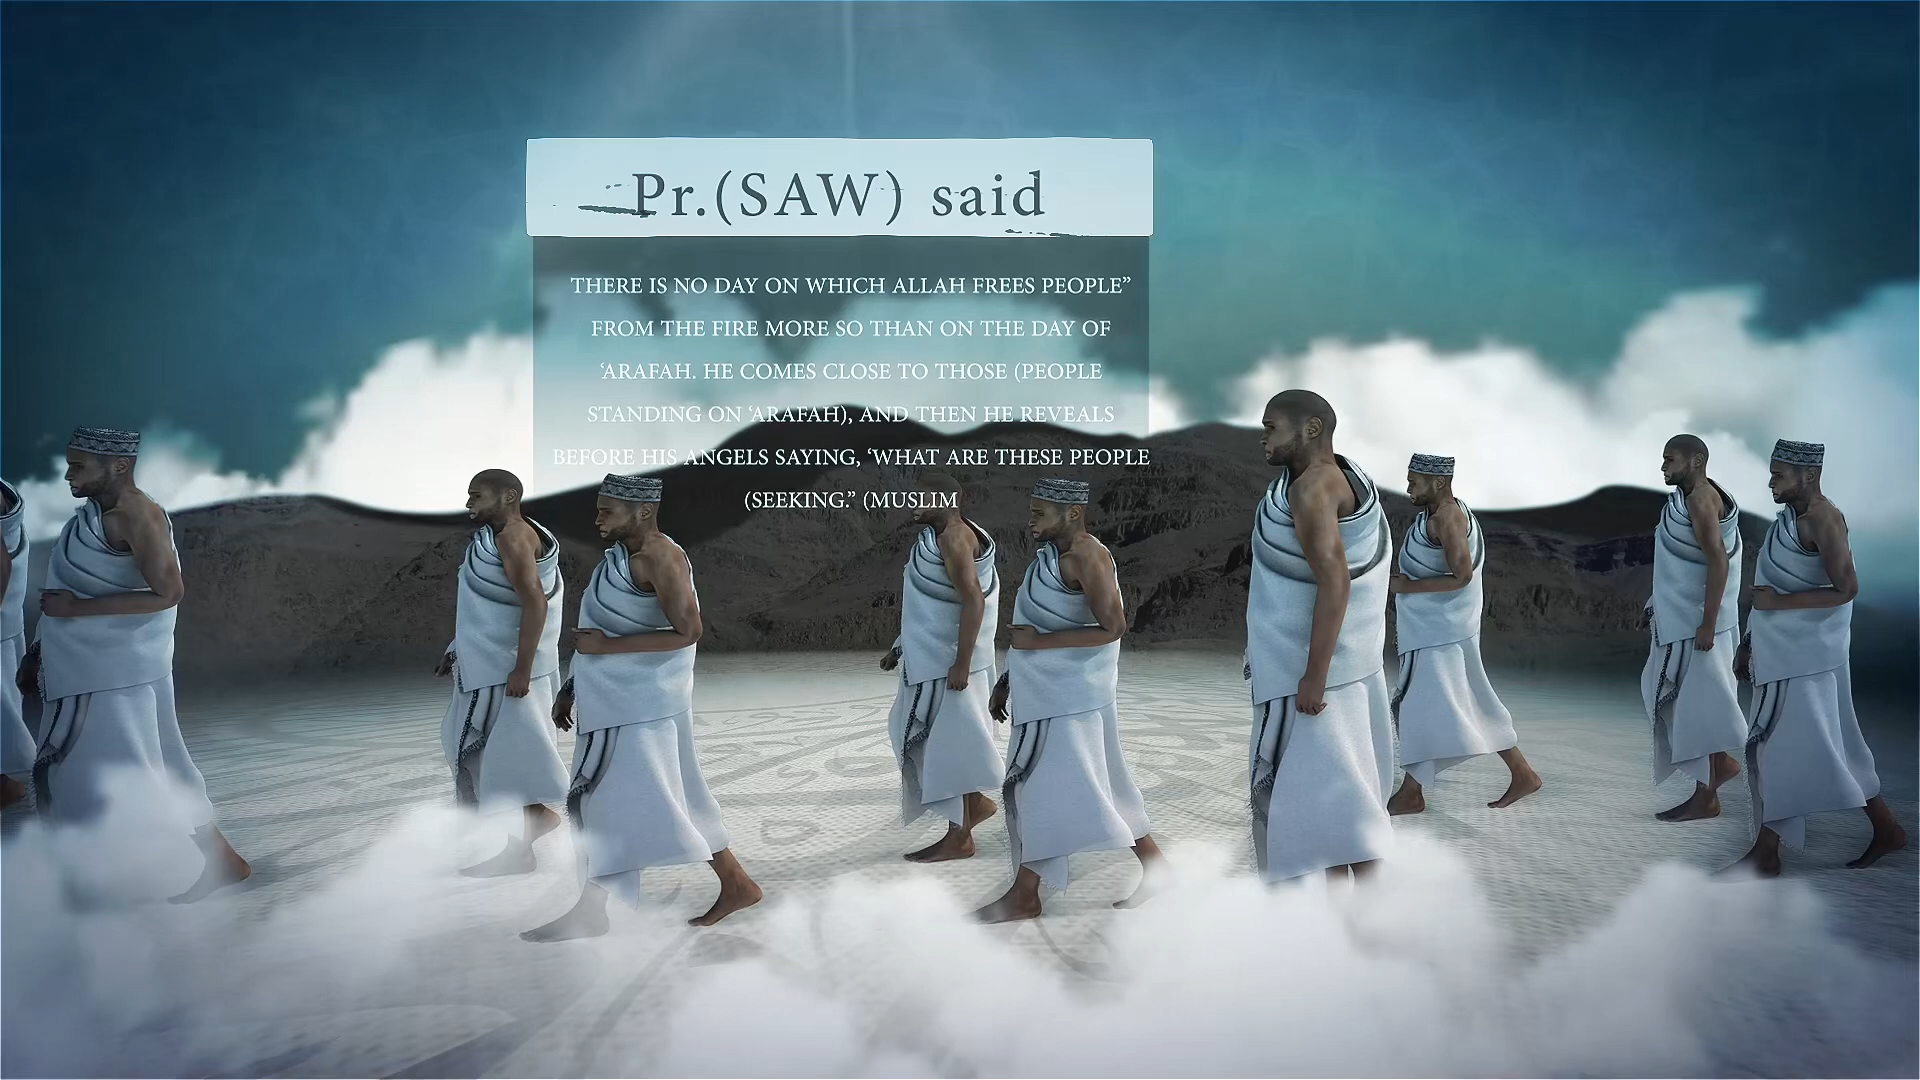 Pr.(SAW) said
THERE IS NO DAY ON WHICH ALLAH FREES PEOPLE”
FROM THE FIRE MORE SO THAN ON THE DAY OF
‘ARAFAH. HE COMES CLOSE TO THOSE (PEOPLE
STANDING ON ‘ARAFAH), AND THEN HE REVEALS
BEFORE HIS ANGELS SAYING, ‘WHAT ARE THESE PEOPLE
(SEEKING.” (MUSLIM